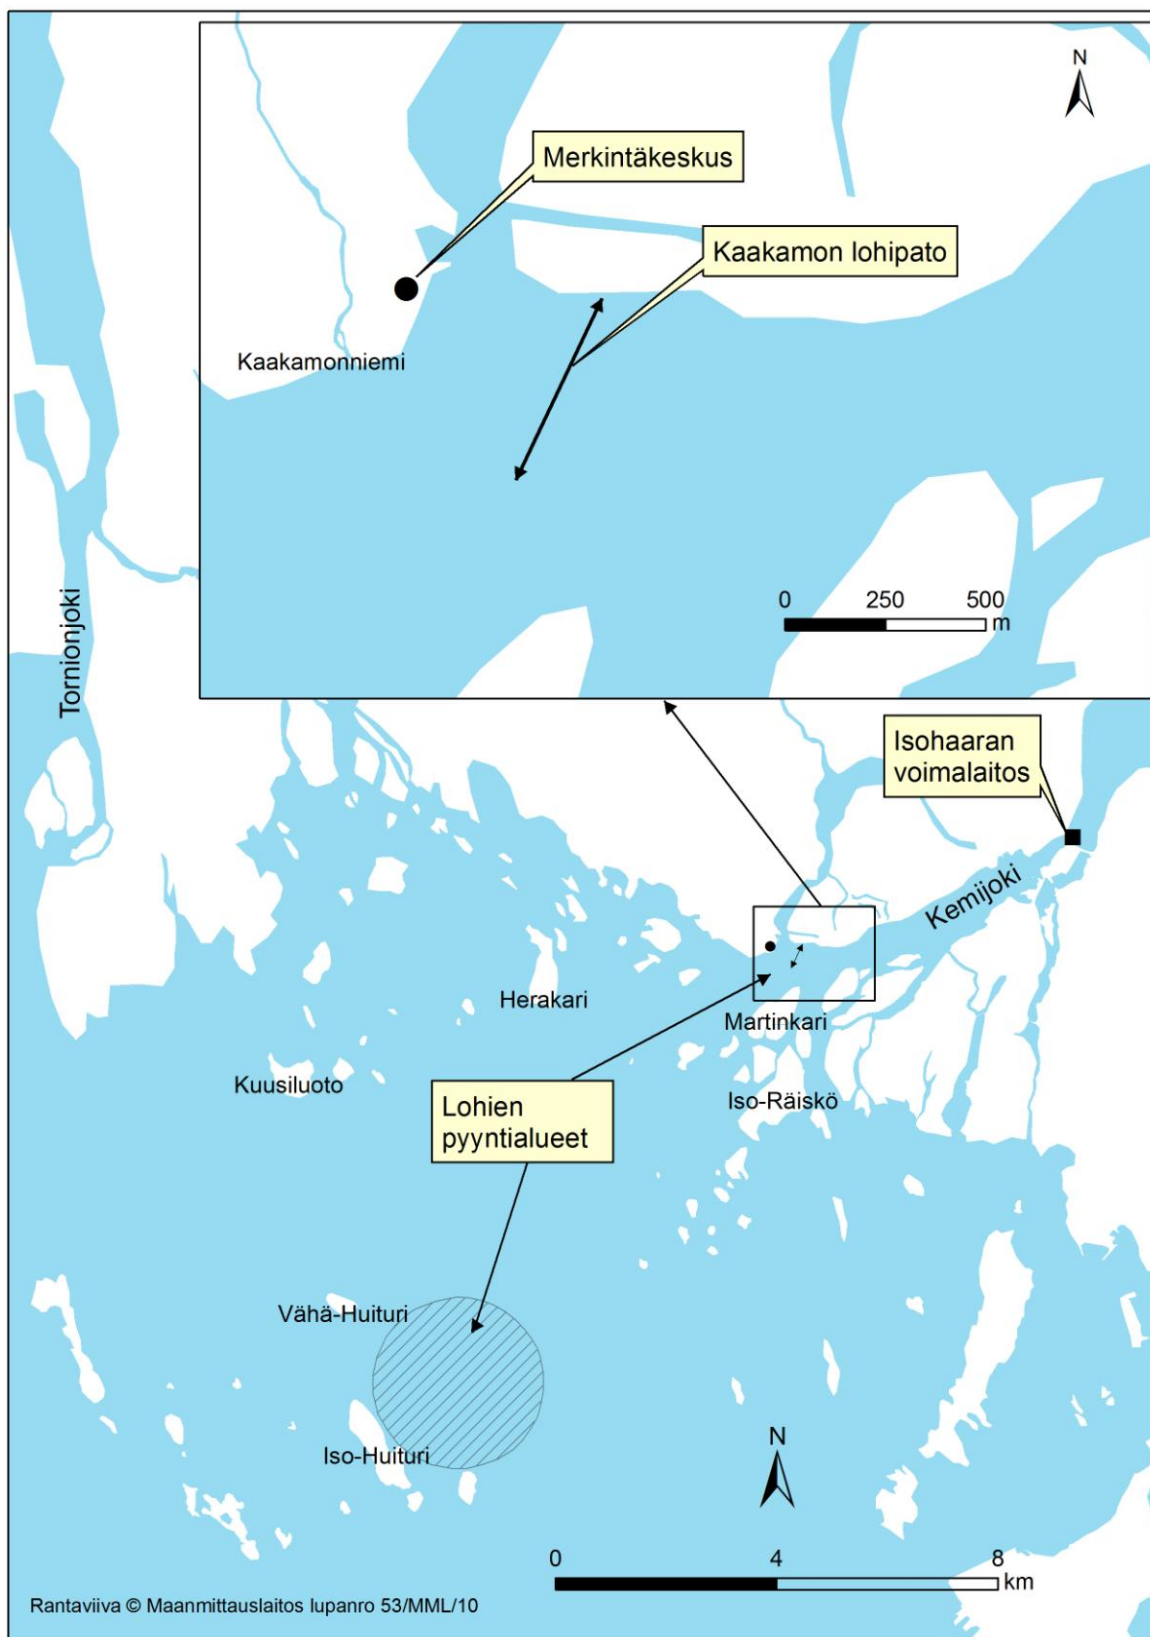 N
Merkintäkeskus
Kaakamon lohipato
Kaakamonniemi
0 250 500
m
Tornionjoki
Isohaaran
voimalaitos
Kemijoki
Herakari
Martinkari
Kuusiluoto
Iso-Räiskö
Lohien
pyyntialueet
Vähä-Huituri
Iso-Huituri
N
0 4 8
km
Rantaviiva © Maanmittauslaitos lupanro 53/MML/10